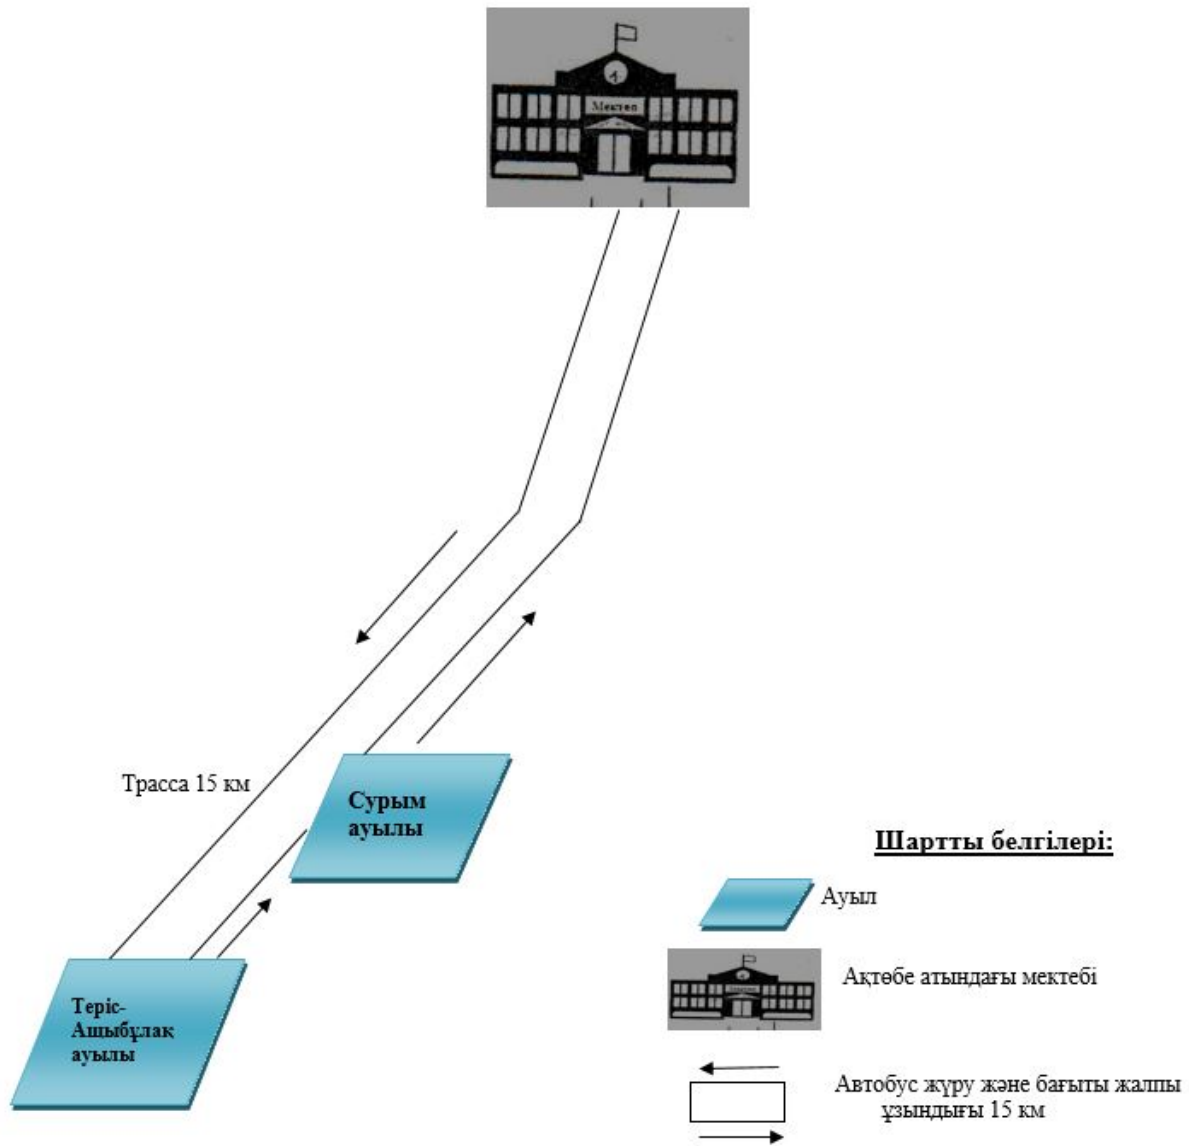 Мектеп
Трасса 15 км
Сурым
ауылы
Теріс-
Ащыбұлақ
ауылы
Шартты белгілері:
Ауыл
Ақтөбе атындағы мектебі
Автобус жүру және бағыты жалпы
ұзындығы 15 км